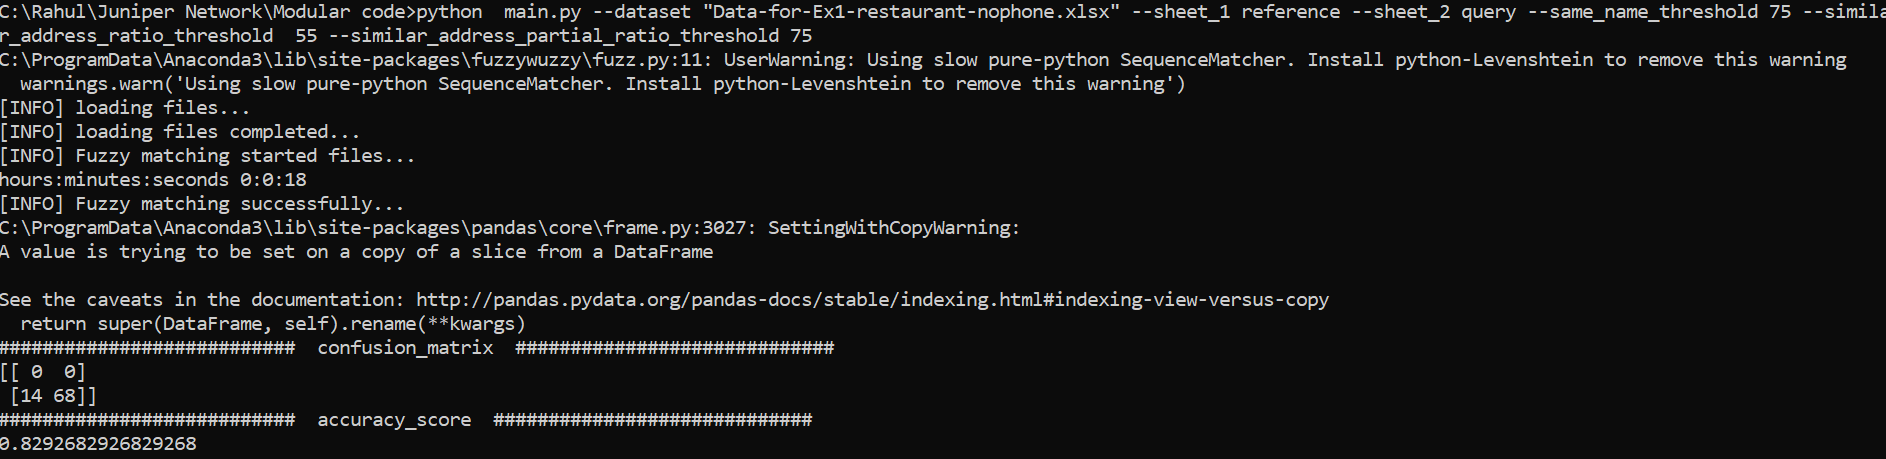 C:\Rahul\Juniper Network\Modular code>python  main.py --dataset "Data-for-Ex1-restaurant-nophone.xlsx" --sheet_1 reference --sheet_2 query --same_name_threshold 75 --simila
r_address_ratio_threshold  55 --similar_address_partial_ratio_threshold 75
C:\ProgramData\Anaconda3\lib\site-packages\fuzzywuzzy\fuzz.py:11: UserWarning: Using slow pure-python SequenceMatcher. Install python-Levenshtein to remove this warning
  warnings.warn('Using slow pure-python SequenceMatcher. Install python-Levenshtein to remove this warning')
[INFO] loading files...
[INFO] loading files completed...
[INFO] Fuzzy matching started files...
hours:minutes:seconds 0:0:18
[INFO] Fuzzy matching successfully...
C:\ProgramData\Anaconda3\lib\site-packages\pandas\core\frame.py:3027: SettingWithCopyWarning:
A value is trying to be set on a copy of a slice from a DataFrame
See the caveats in the documentation: http://pandas.pydata.org/pandas-docs/stable/indexing.html#indexing-view-versus-copy
  return super(DataFrame, self).rename(**kwargs)
###########################  confusion_matrix  #############################
[[ 0  0]
 [14 68]]
###########################  accuracy_score  #############################
0.8292682926829268